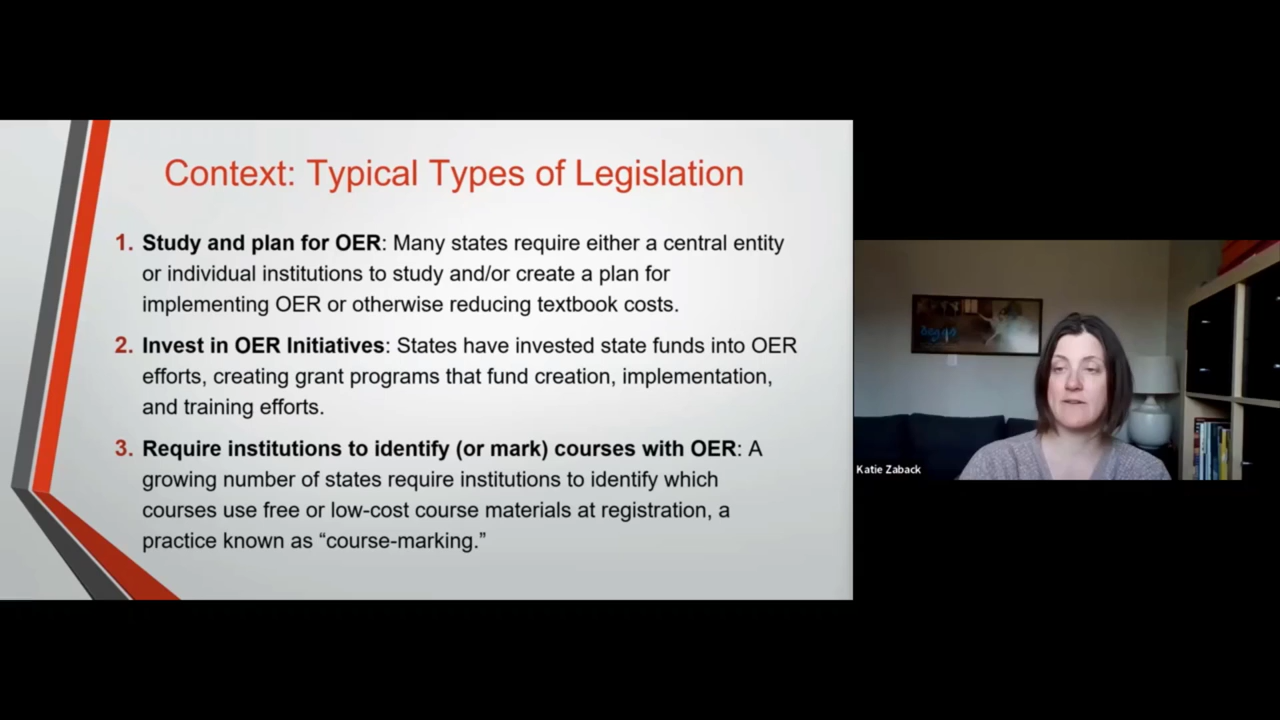 Context: Typical Types of Legislation
1. Study and plan for OER: Many states require either a central entity
or individual institutions to study and/or create a plan for
implementing OER or otherwise reducing textbook costs.
2. Invest in OER Initiatives: States have invested state funds into OER
efforts, creating grant programs that fund creation, implementation,
and training efforts.
3. Require institutions to identify (or mark) courses with OER: A
growing number of states require institutions to identify which
courses use free or low-cost course materials at registration, a
practice known as “course-marking.”
Katie Zaback